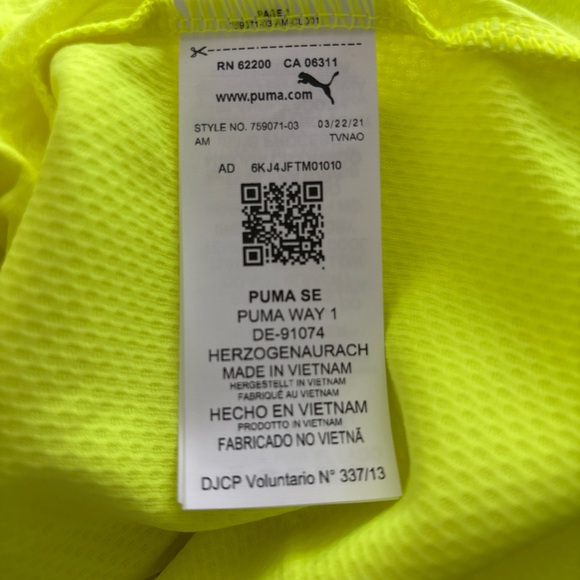 PAGE 1
RN 62200 CA 06311
www.puma.com
STYLE NO. 759071-03 03/22/21
AM TVNAO
AD 6KJ4JFTM01010
PUMA SE
PUMA WAY 1
DE-91074
HERZOGENAURACH
MADE IN VIETNAM
HERGESTELLT IN VIETNAM
FABRIQUÉ AU VIETNAM
HECHO EN VIETNAM
PRODOTTO IN VIETNAM
FABRICADO NO VIETNÃ
DJCP Voluntario N° 337/13